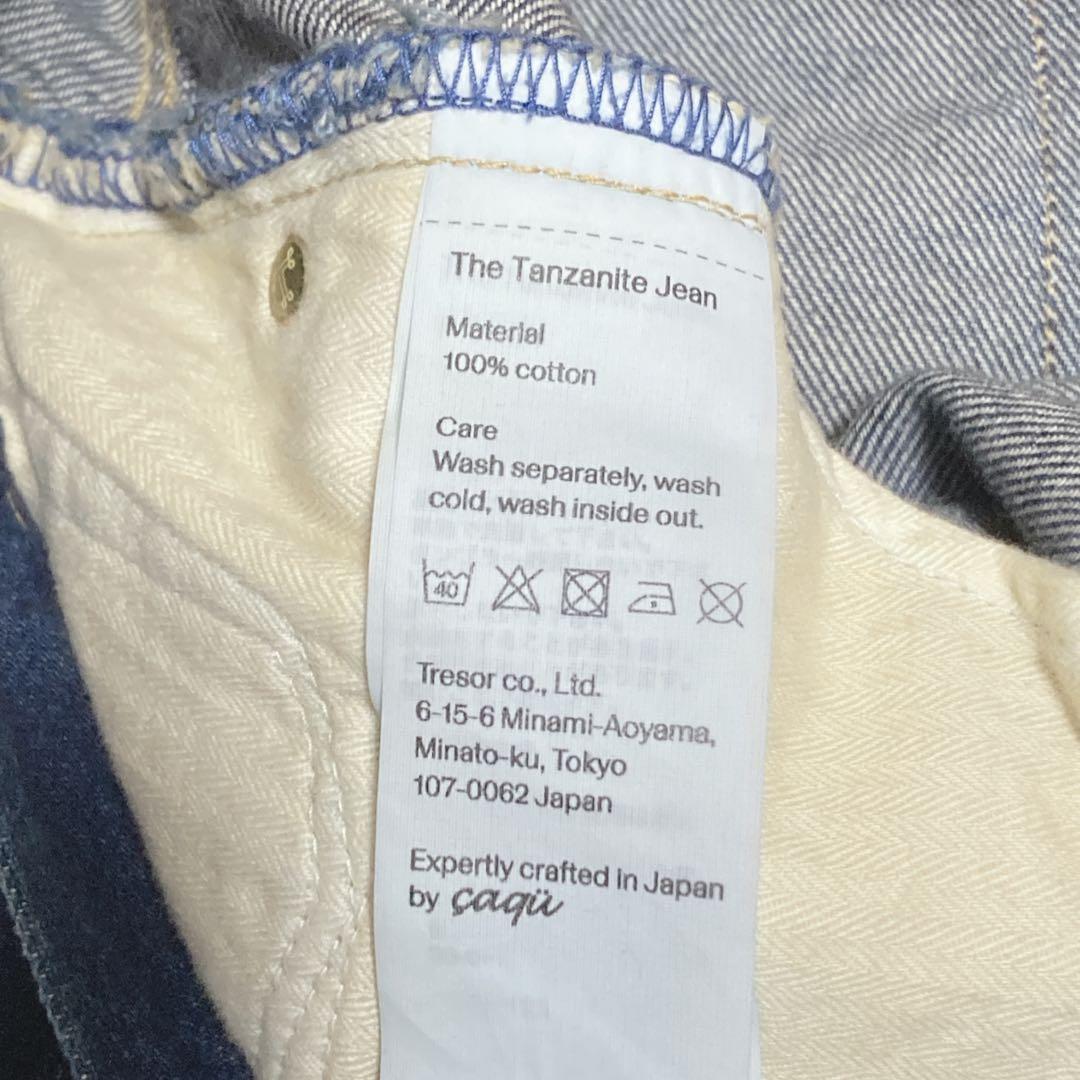 The Tanzanite Jean
Material
100% cotton
Care
Wash separately, wash
cold, wash inside out.
40
Tresor co., Ltd.
6-15-6 Minami-Aoyama,
Minato-ku, Tokyo
107-0062 Japan
Expertly crafted in Japan
by çaqü